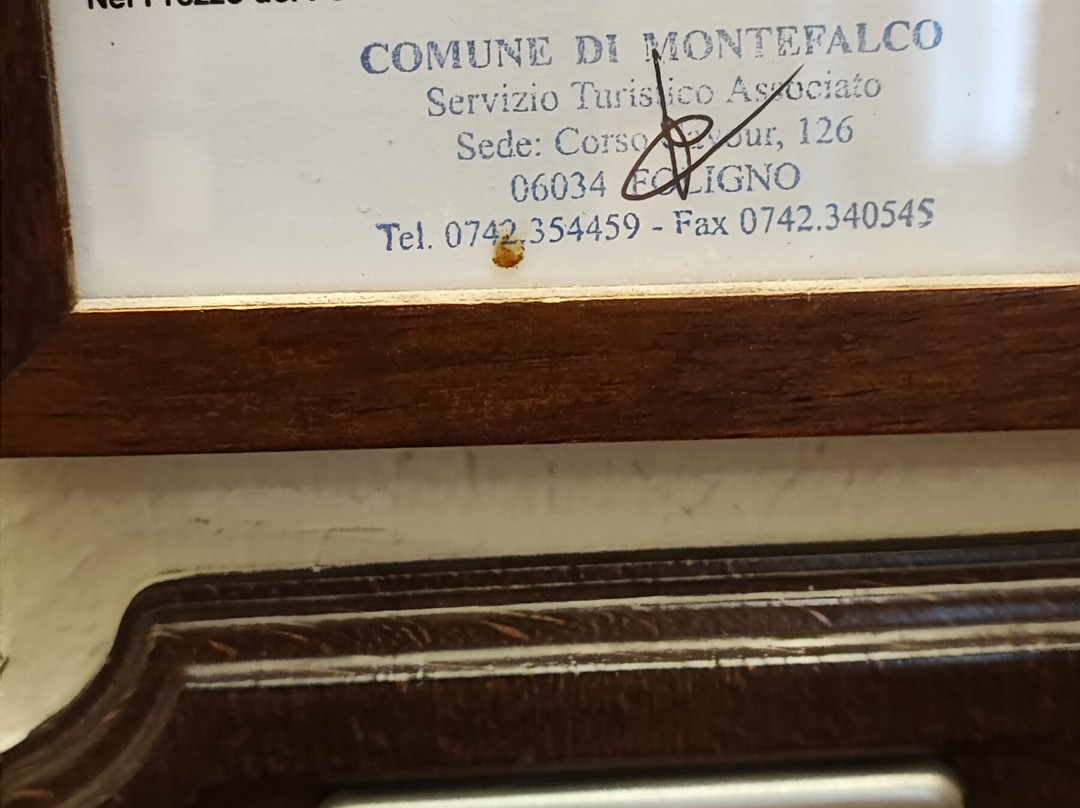 COMUNE DI MONTEFALCO
Servizio Turistico Associato
Sede: Corso Cavour, 126
06034 FOLIGNO
Tel. 0742.354459 - Fax 0742.340545